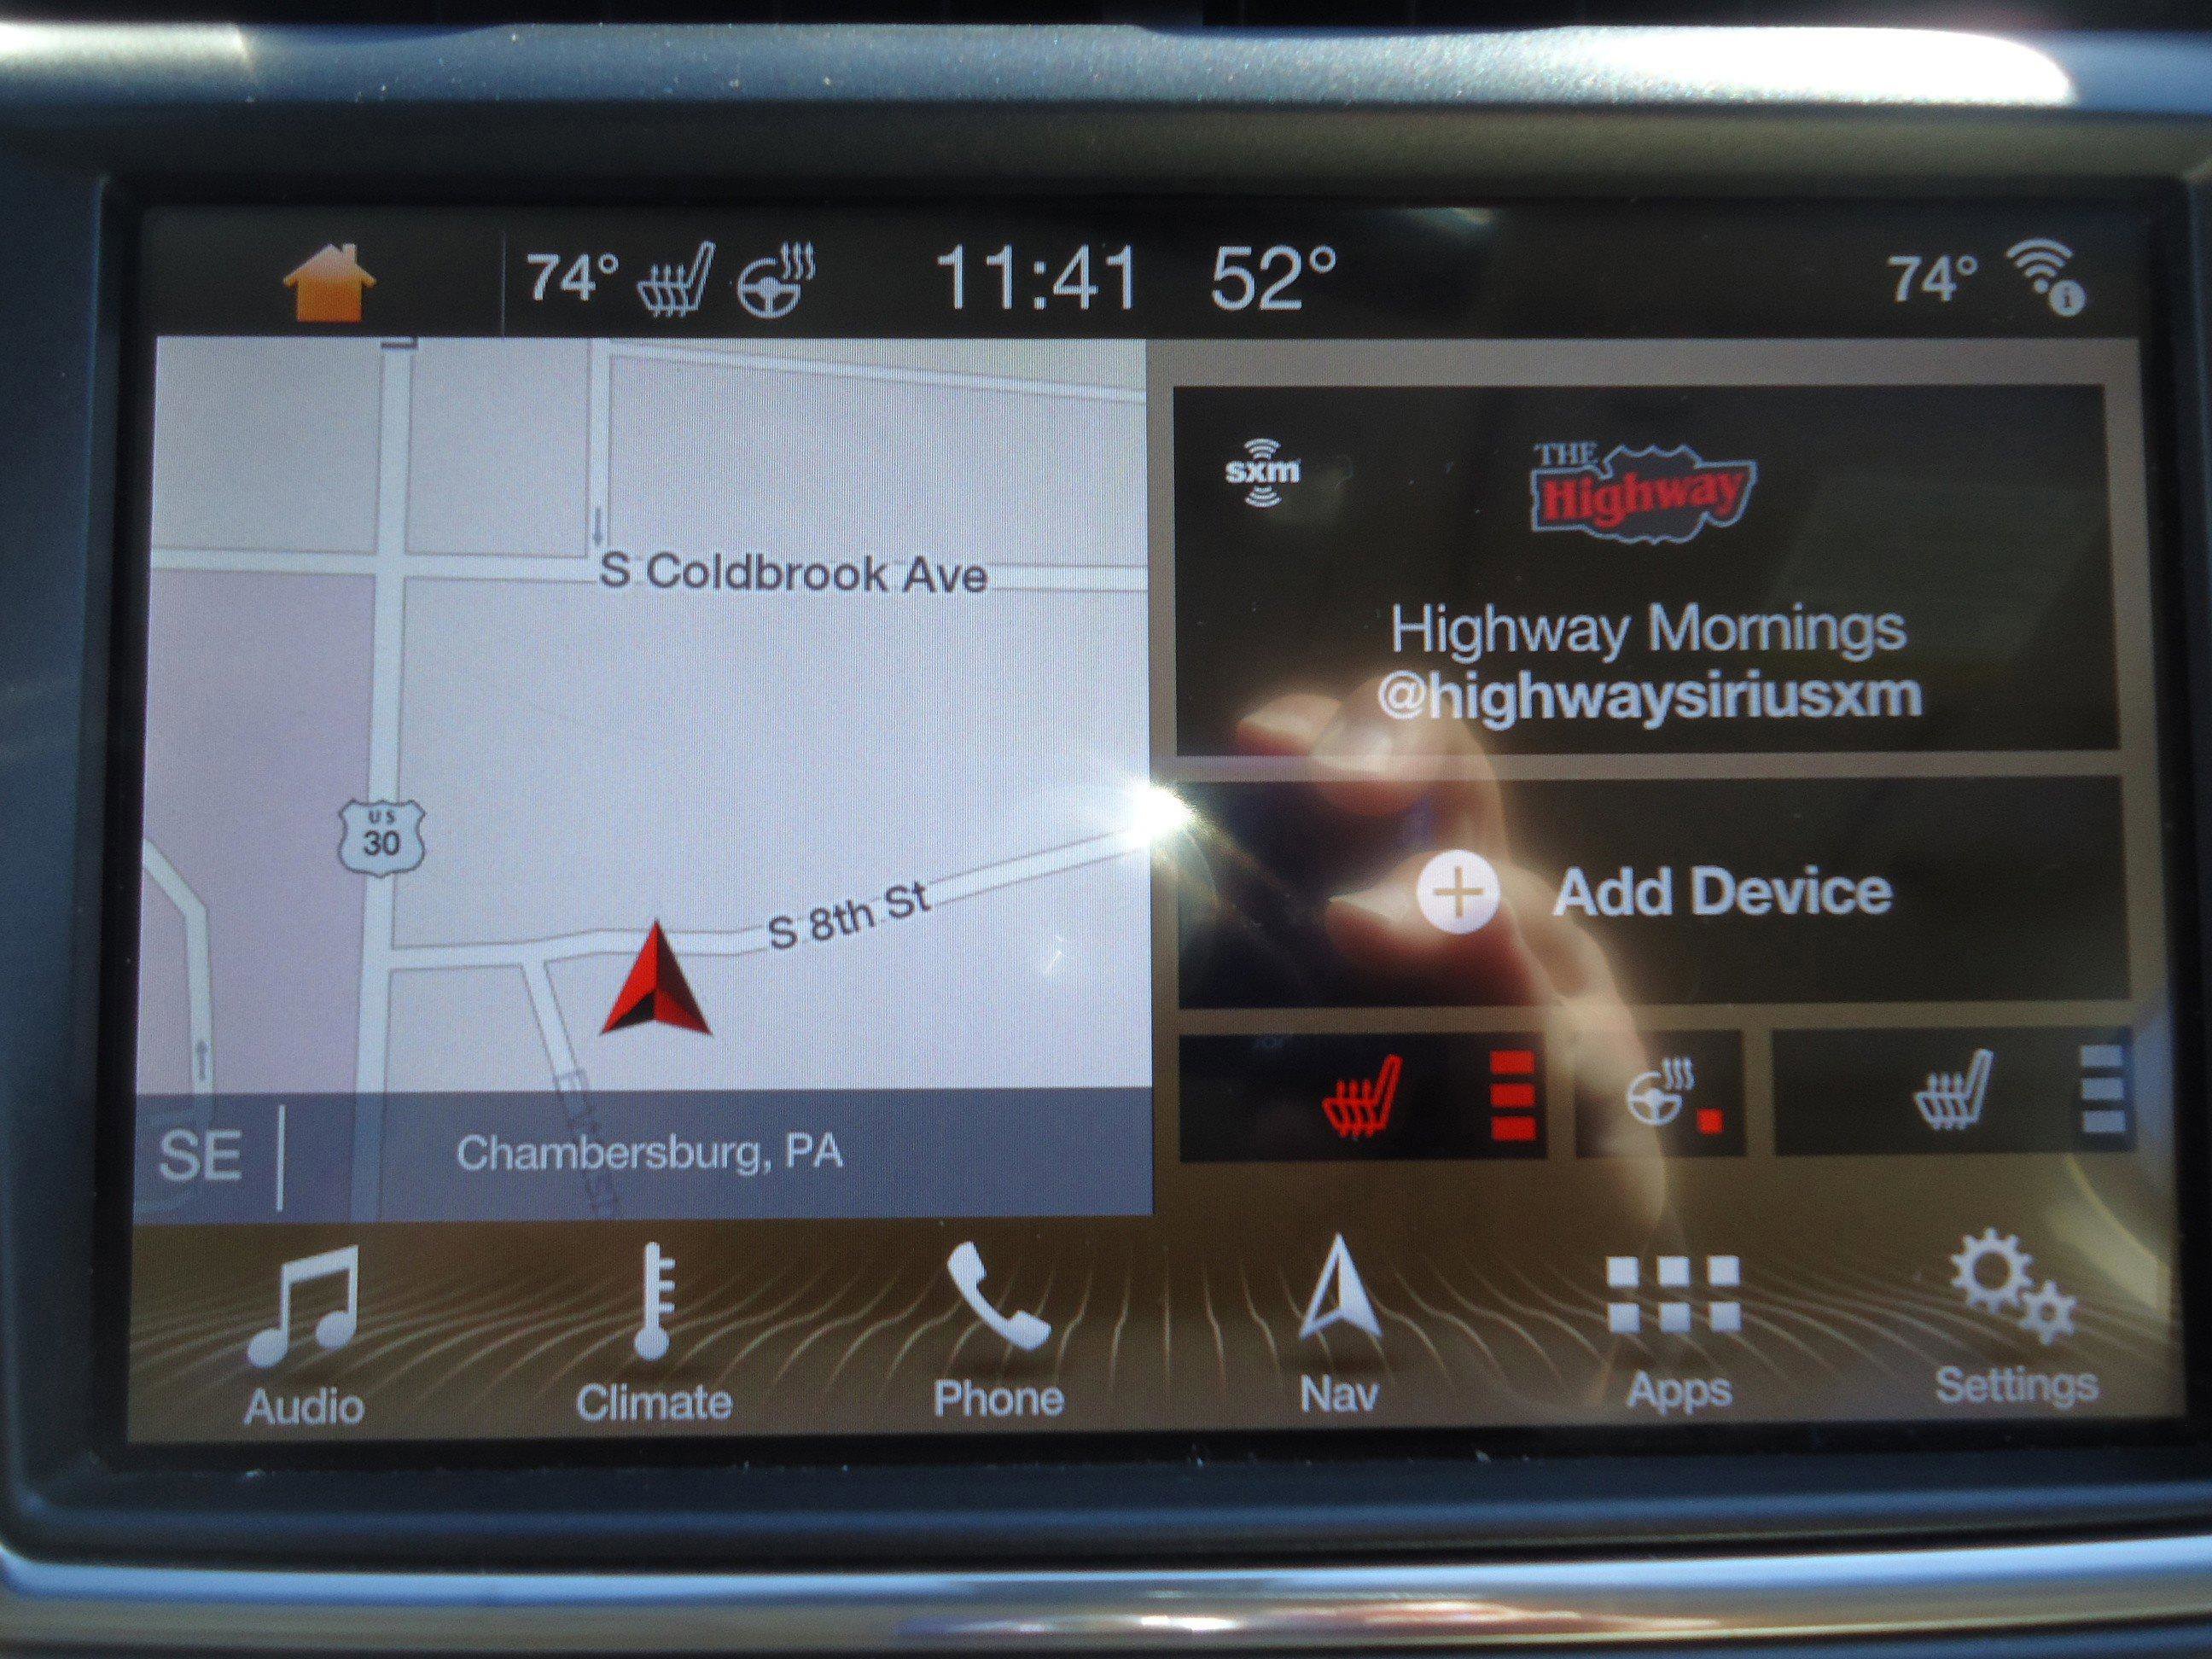 74° 11:41 52° 74°
S Coldbrook Ave
US
30
S 8th St
SE Chambersburg, PA
sxm
THE
Highway
Highway Mornings
@highwaysiriusxm
Add Device
Audio Climate Phone Nav Apps Settings